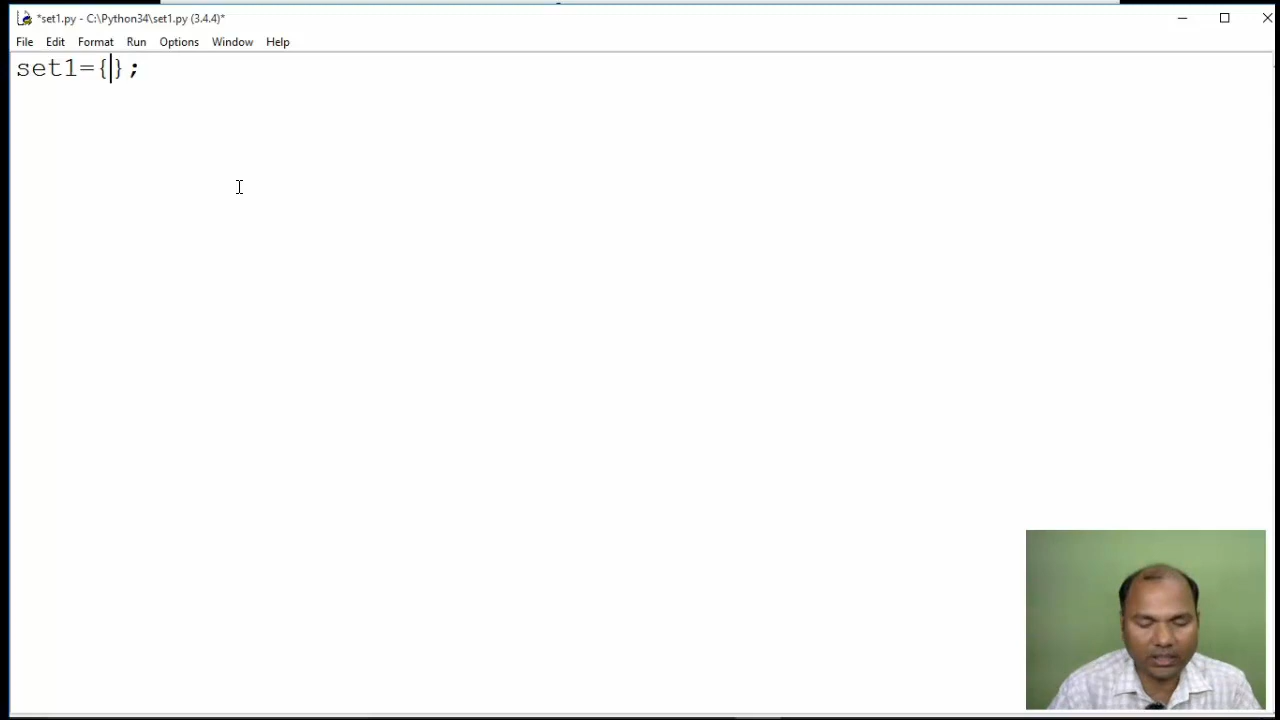 *set1.py - C:\Python34\set1.py (3.4.4)*
File Edit Format Run Options Window Help
set1={};